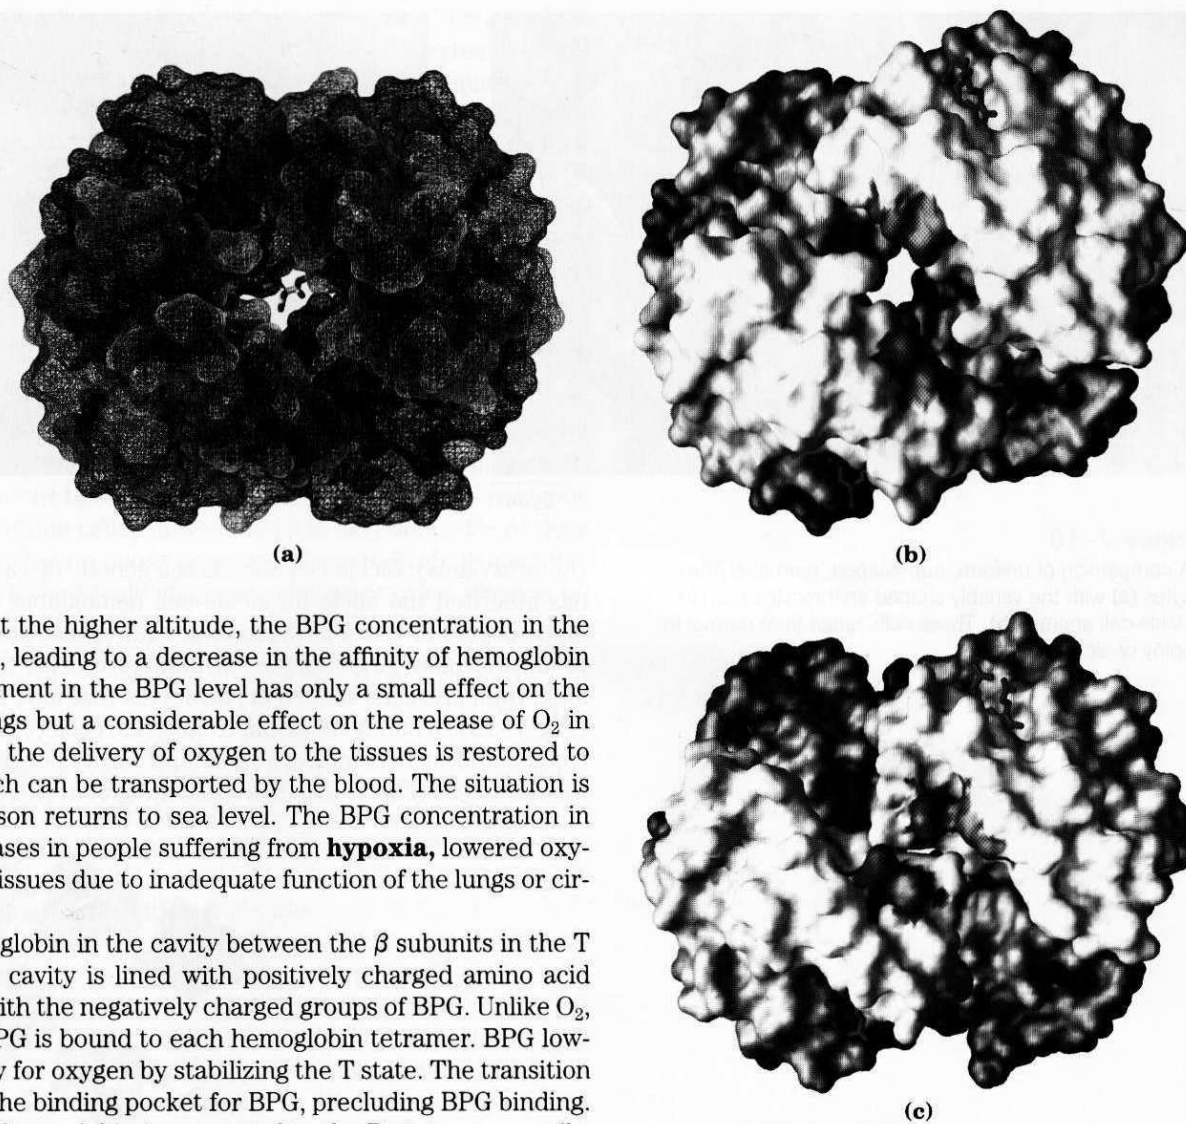 (a)
(b)
t the higher altitude, the BPG concentration in the
, leading to a decrease in the affinity of hemoglobin
ment in the BPG level has only a small effect on the
ngs but a considerable effect on the release of O₂ in
the delivery of oxygen to the tissues is restored to
ch can be transported by the blood. The situation is
son returns to sea level. The BPG concentration in
ases in people suffering from hypoxia, lowered oxy-
tissues due to inadequate function of the lungs or cir-
globin in the cavity between the β subunits in the T
cavity is lined with positively charged amino acid
ith the negatively charged groups of BPG. Unlike O₂,
PG is bound to each hemoglobin tetramer. BPG low-
y for oxygen by stabilizing the T state. The transition
he binding pocket for BPG, precluding BPG binding.
(c)